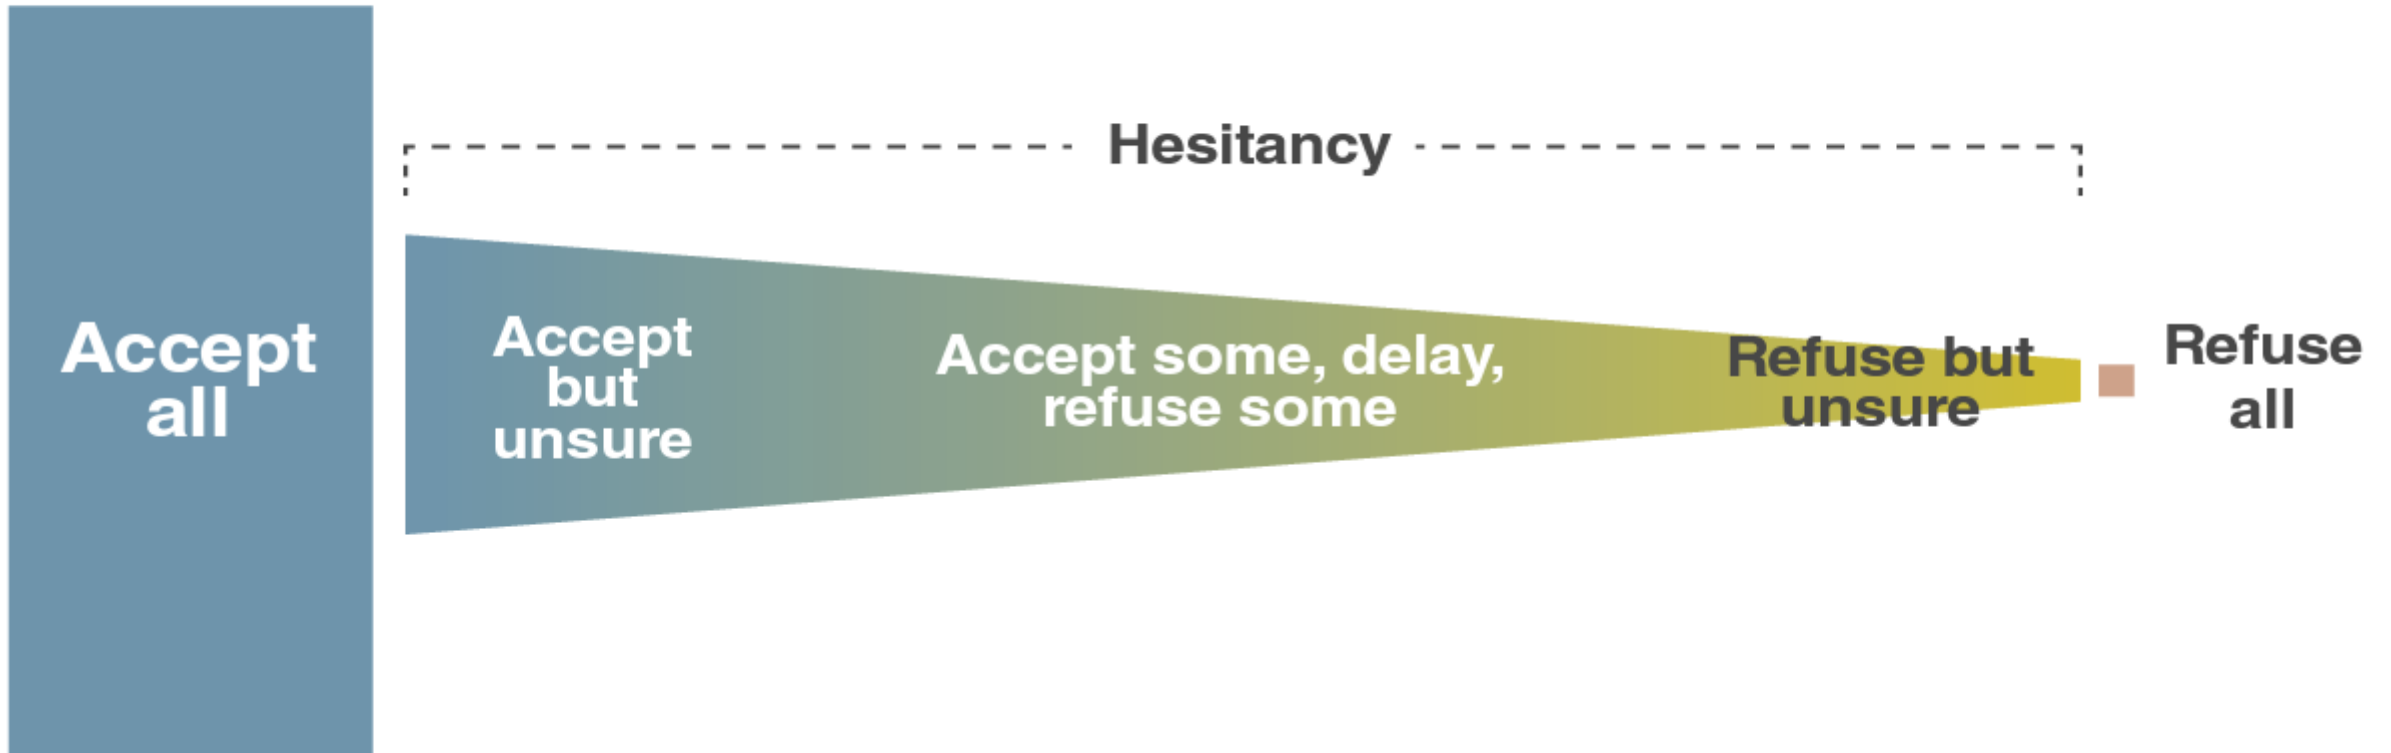 Hesitancy
Accept
all
Accept
but
unsure
Accept some, delay,
refuse some
Refuse but
unsure
Refuse
all